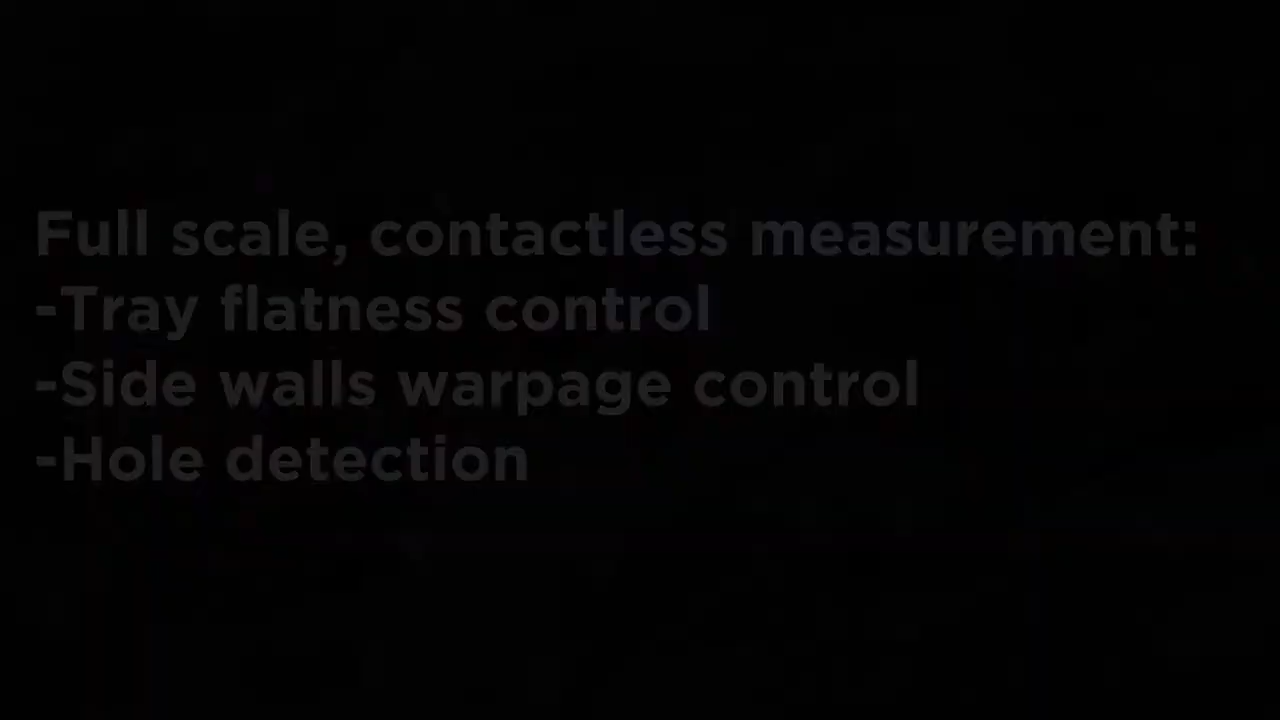 Full scale, contactless measurement:
-Tray flatness control
-Side walls warpage control
-Hole detection